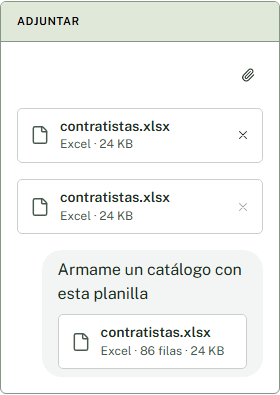 ADJUNTAR
contratistas.xlsx
Excel · 24 KB
contratistas.xlsx
Excel · 24 KB
Armame un catálogo con
esta planilla
contratistas.xlsx
Excel · 86 filas · 24 KB